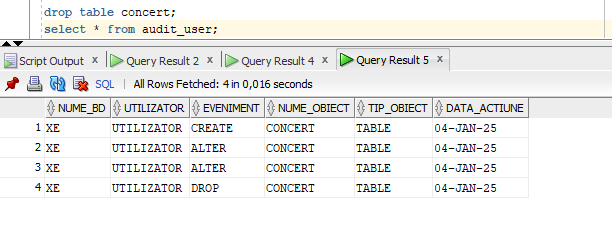 drop table concert;
select * from audit_user;
Script Output x Query Result 2 x Query Result 4 x Query Result 5 x
SQL | All Rows Fetched: 4 in 0,016 seconds
NUME_BD UTILIZATOR EVENIMENT NUME_OBIECT TIP_OBJECT DATA_ACTIUNE
1 XE UTILIZATOR CREATE CONCERT TABLE 04-JAN-25
2 XE UTILIZATOR ALTER CONCERT TABLE 04-JAN-25
3 XE UTILIZATOR ALTER CONCERT TABLE 04-JAN-25
4 XE UTILIZATOR DROP CONCERT TABLE 04-JAN-25